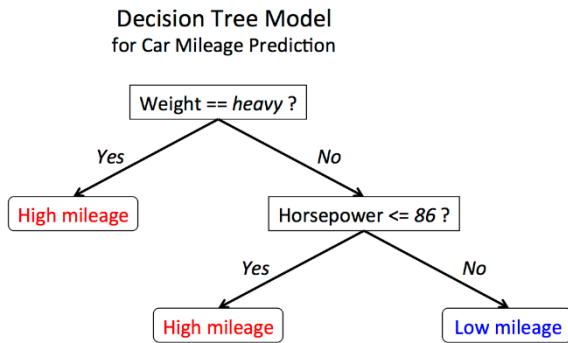 Decision Tree Model
for Car Mileage Prediction
Weight == heavy ?
Yes
No
High mileage
Horsepower <= 86 ?
Yes
No
High mileage
Low mileage